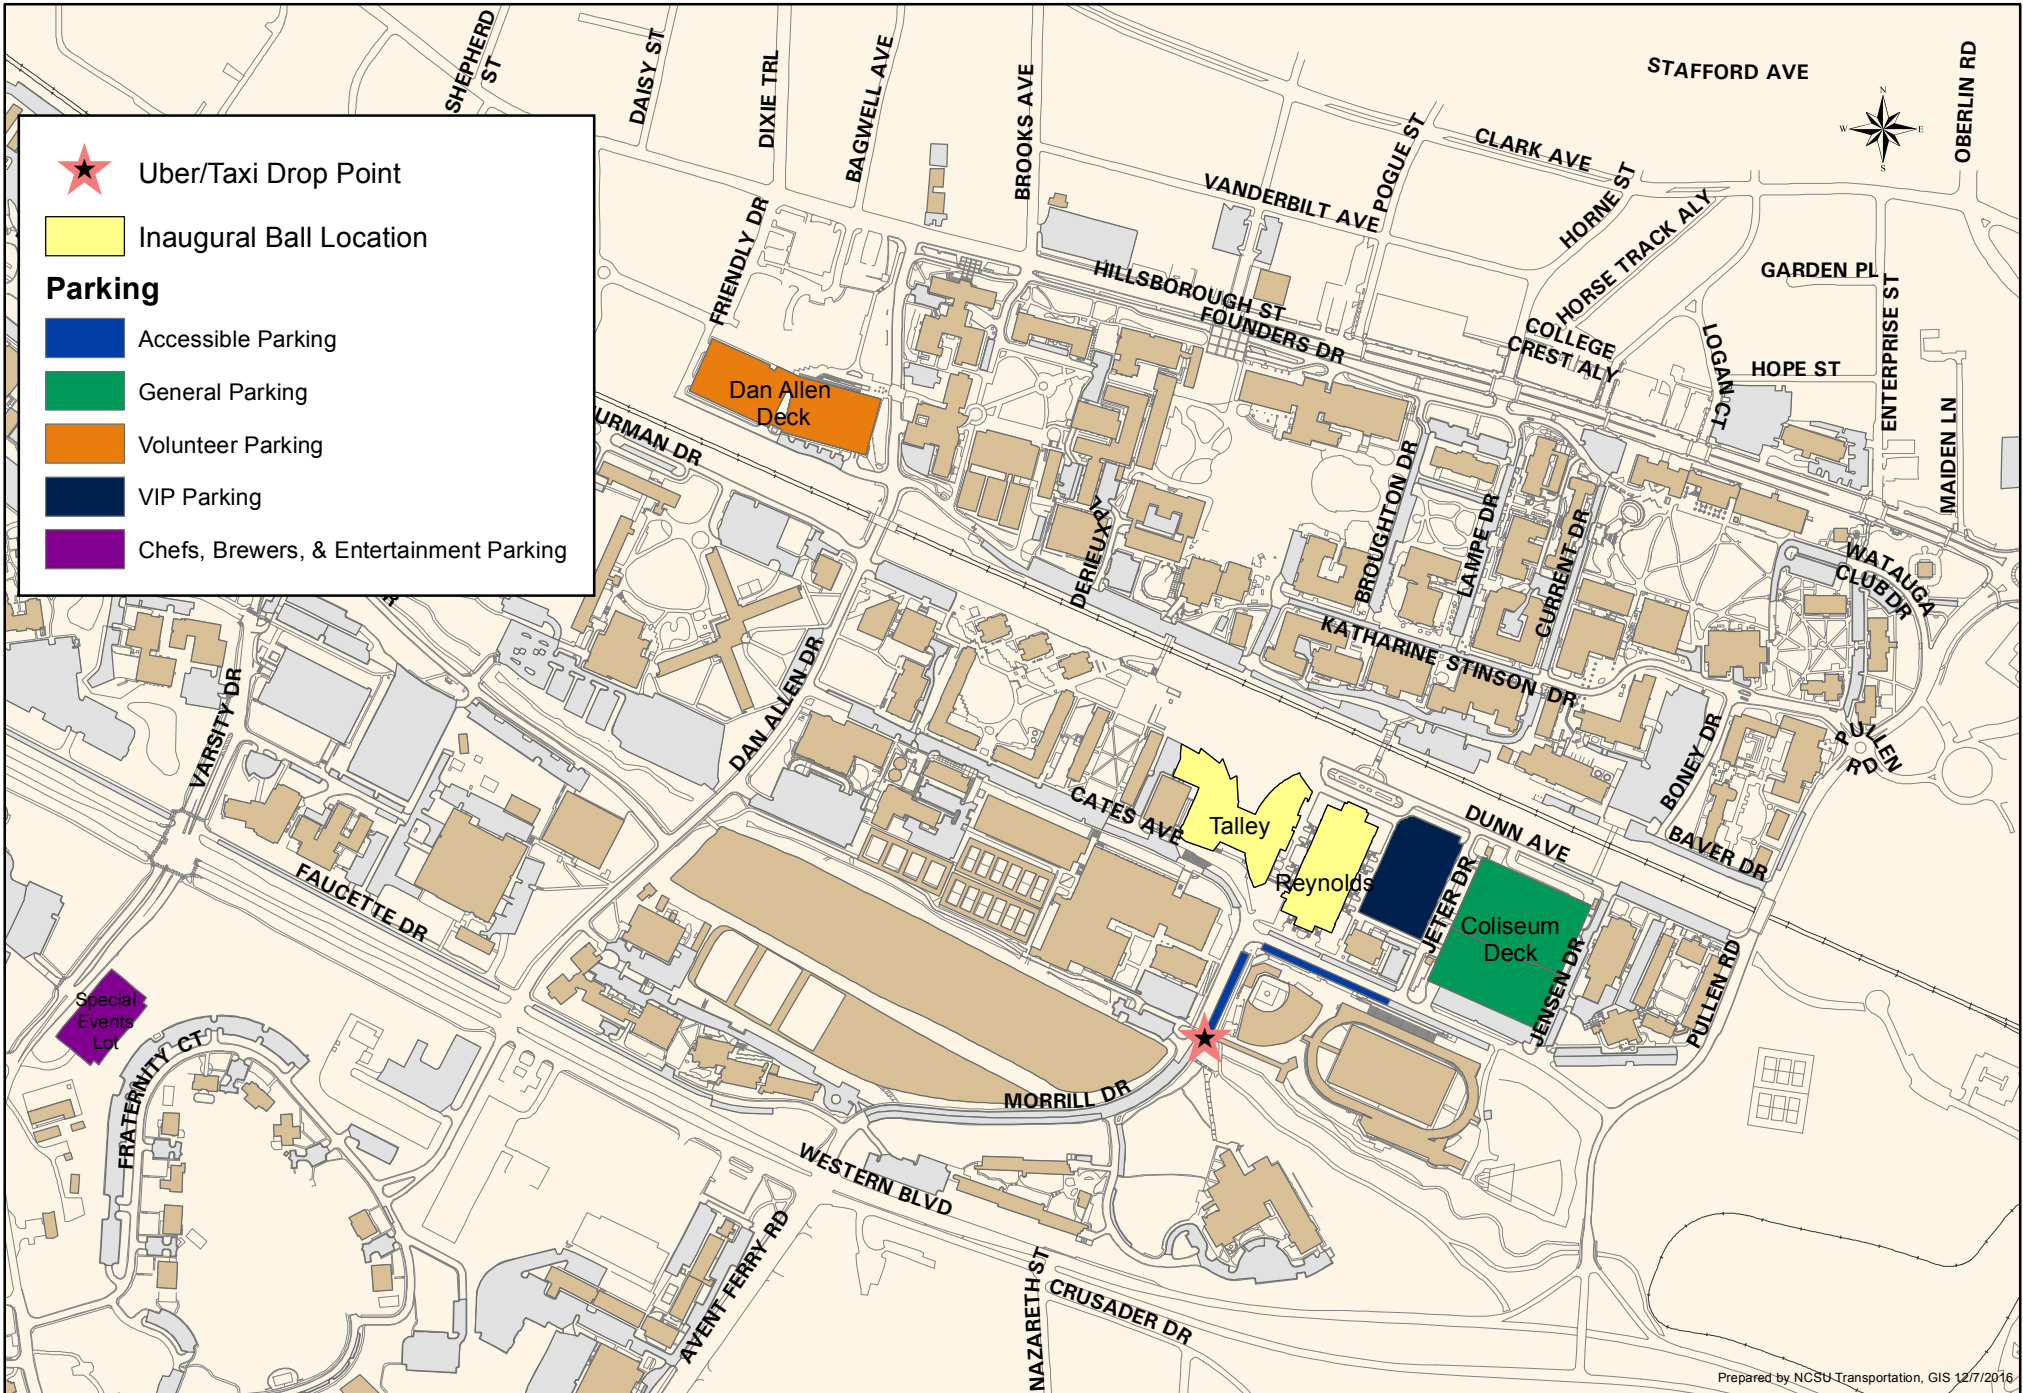 SHEPHERD
ST
DAISY ST
DIXIE TRL
BAGWELL AVE
BROOKS AVE
STAFFORD AVE
OBERLIN RD
N
W
E
S
POGUE ST
CLARK AVE
VANDERBILT AVE
HORNE ST
HORSE TRACK ALY
GARDEN PL
Uber/Taxi Drop Point
Inaugural Ball Location
Parking
Accessible Parking
General Parking
Volunteer Parking
VIP Parking
Chefs, Brewers, & Entertainment Parking
FRIENDLY DR
HILLSBOROUGH ST
FOUNDERS DR
COLLEGE
CREST ALY
LOGAN CT
HOPE ST
ENTERPRISE ST
MAIDEN LN
Dan Allen
Deck
URMAN DR
DERIEUX PL
BROUGHTON DR
LAMPE DR
CURRENT DR
WATAUGA
CLUB DR
KATHARINE STINSON DR
R
VARSITY DR
DAN ALLEN DR
PULLEN
RD
BONEY DR
CATES AVE
Talley
DUNN AVE
BAVER DR
Reynolds
JETER DR
Coliseum
Deck
JENSEN DR
PULLEN RD
FAUCETTE DR
Special
Events
Lot
FRATERNITY CT
MORRILL DR
WESTERN BLVD
AVENT FERRY RD
NAZARETH ST
CRUSADER DR
Prepared by NCSU Transportation, GIS 12/7/2016